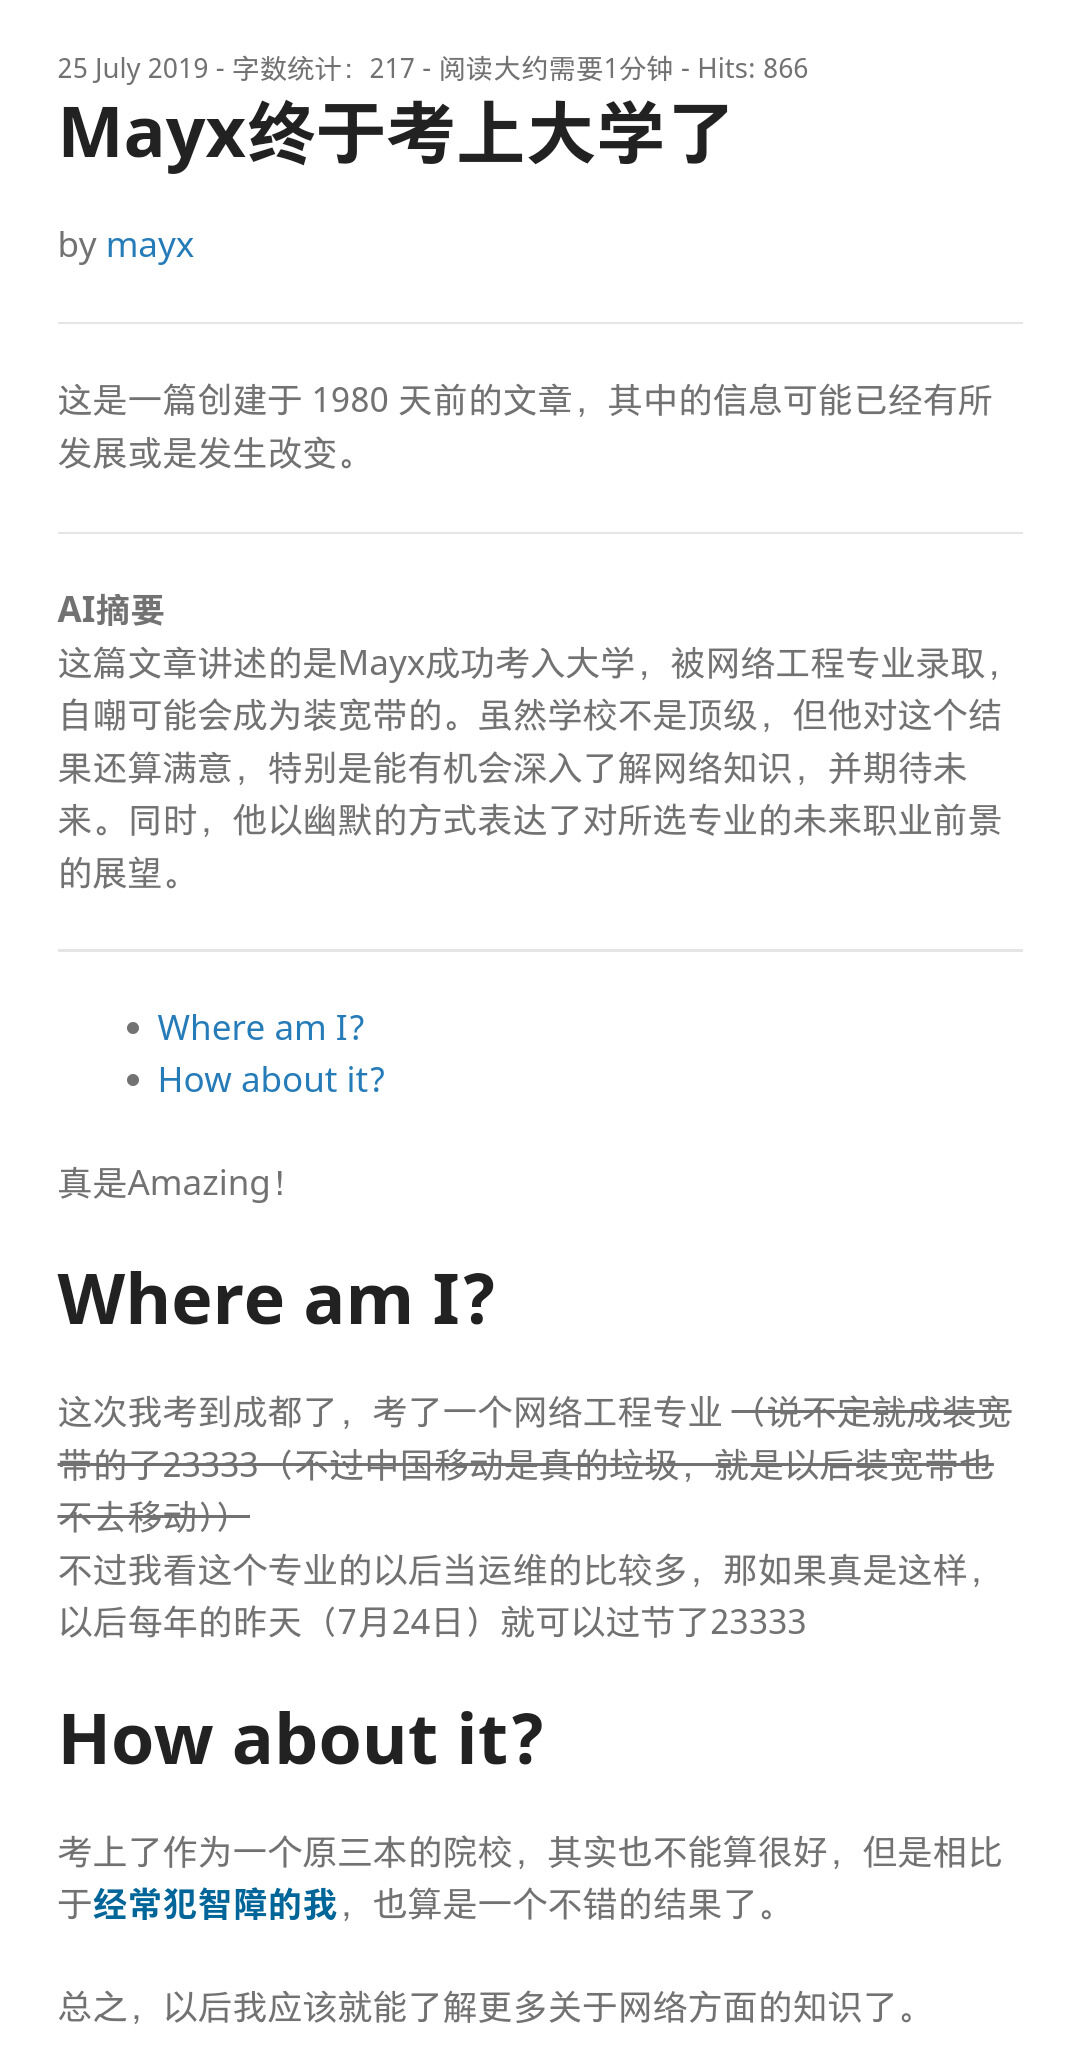 25 July 2019 - 字数统计：217 - 阅读大约需要1分钟 - Hits: 866
Mayx终于考上大学了
by mayx
这是一篇创建于 1980 天前的文章，其中的信息可能已经有所
发展或是发生改变。
AI摘要
这篇文章讲述的是Mayx成功考入大学，被网络工程专业录取，
自嘲可能会成为装宽带的。虽然学校不是顶级，但他对这个结
果还算满意，特别是能有机会深入了解网络知识，并期待未
来。同时，他以幽默的方式表达了对所选专业的未来职业前景
的展望。
Where am I?
How about it?
真是Amazing！
Where am I?
这次我考到成都了，考了一个网络工程专业（说不定就成装宽
带的了23333（不过中国移动是真的垃圾，就是以后装宽带也
不去移动））
不过我看这个专业的以后当运维的比较多，那如果真是这样，
以后每年的昨天（7月24日）就可以过节了23333
How about it?
考上了作为一个原三本的院校，其实也不能算很好，但是相比
于经常犯智障的我，也算是一个不错的结果了。
总之，以后我应该就能了解更多关于网络方面的知识了。